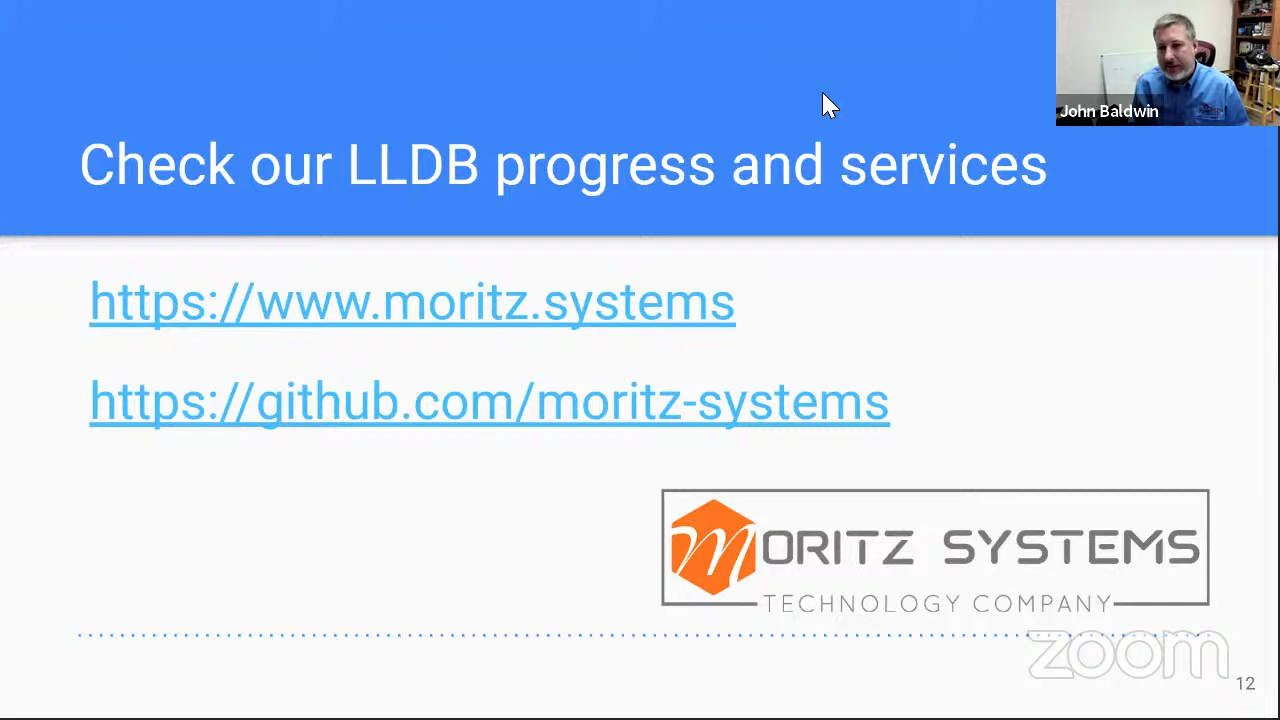 John Baldwin
Check our LLDB progress and services
https://www.moritz.systems
https://github.com/moritz-systems
MORITZ SYSTEMS
TECHNOLOGY COMPANY
zoom
12